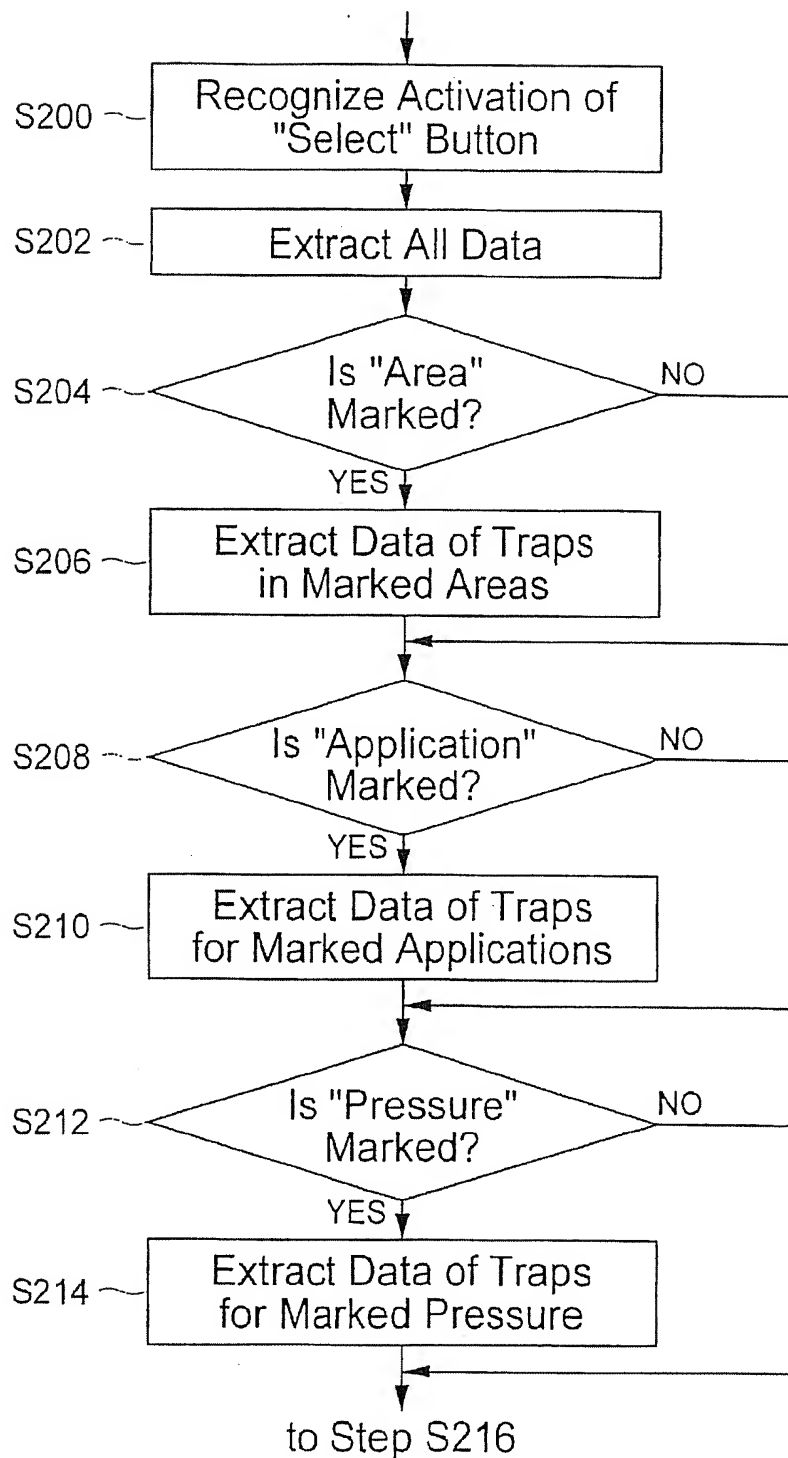 S200
Recognize Activation of
"Select" Button
S202
Extract All Data
S204
Is "Area"
Marked?
NO
YES
S206
Extract Data of Traps
in Marked Areas
S208
Is "Application"
Marked?
NO
YES
S210
Extract Data of Traps
for Marked Applications
S212
Is "Pressure"
Marked?
NO
YES
S214
Extract Data of Traps
for Marked Pressure
to Step S216